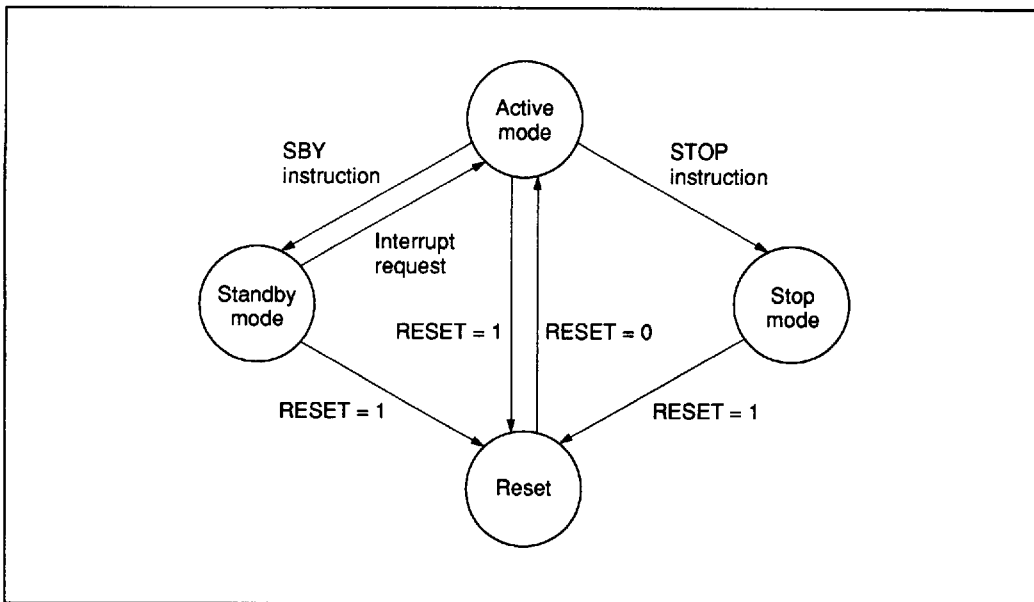 Active
mode
SBY
instruction
STOP
instruction
Interrupt
request
Standby
mode
Stop
mode
RESET = 1
RESET = 0
RESET = 1
RESET = 1
Reset